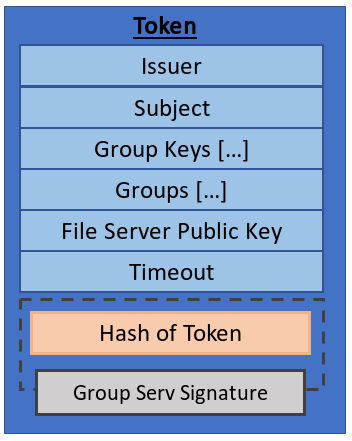 Token
Issuer
Subject
Group Keys […]
Groups […]
File Server Public Key
Timeout
Hash of Token
Group Serv Signature